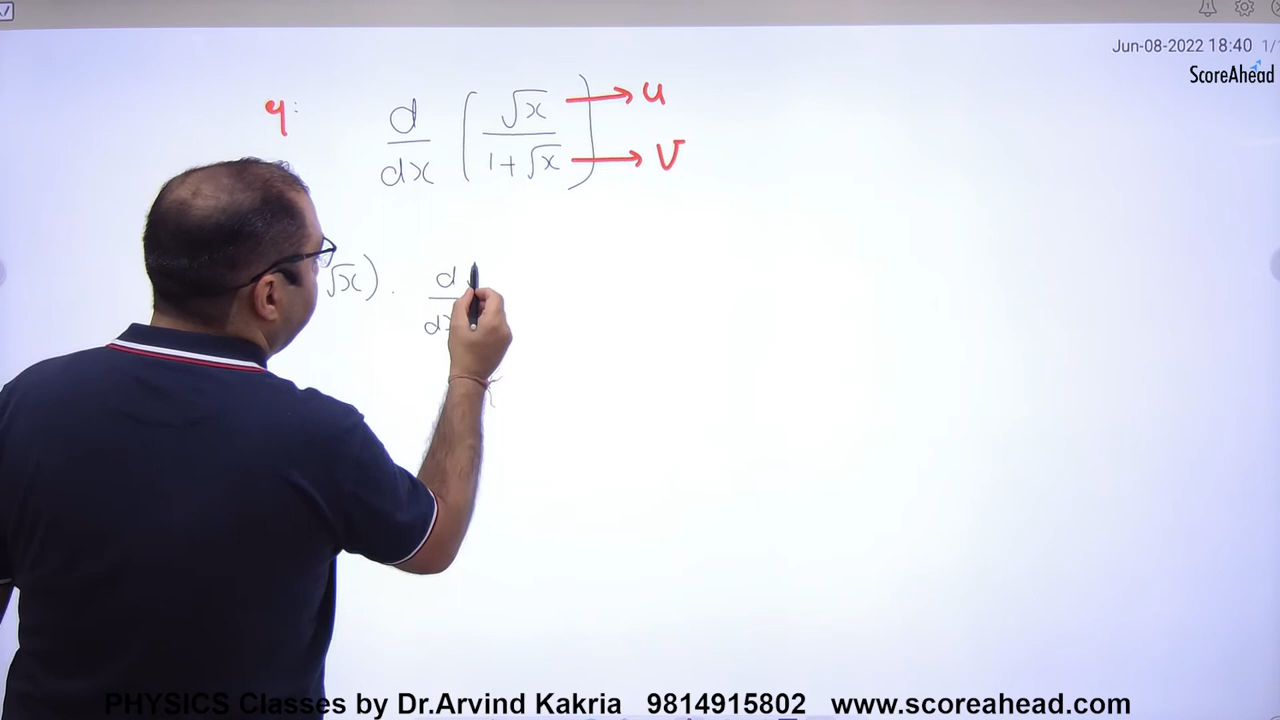 Jun-08-2022 18:40 1/
ScoreAhead
q: d/dx (√x / 1+√x) → u
→ v
√x) . d
dx
PHYSICS Classes by Dr.Arvind Kakria 9814915802 www.scoreahead.com